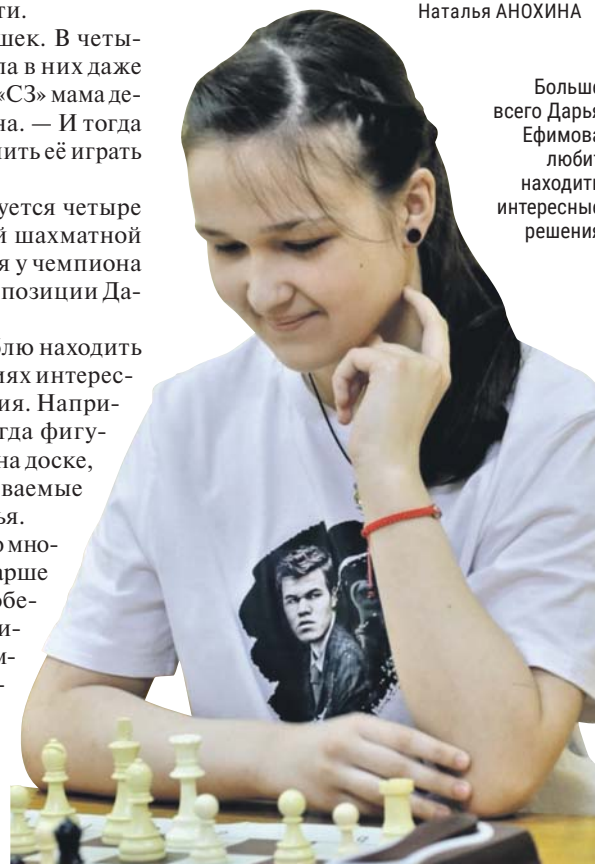 ти.
шек. В четы-
ла в них даже
«СЗ» мама де-
на. — И тогда
ить её играть
уется четыре
й шахматной
я у чемпиона
позиции Да-
лю находить
иях интерес-
ия. Напри-
гда фигу-
на доске,
ваемые
ья.
мно-
арше
обе-
и-
м-
-
Наталья АНОХИНА
Больше
всего Дарья
Ефимова
любит
находить
интересные
решения